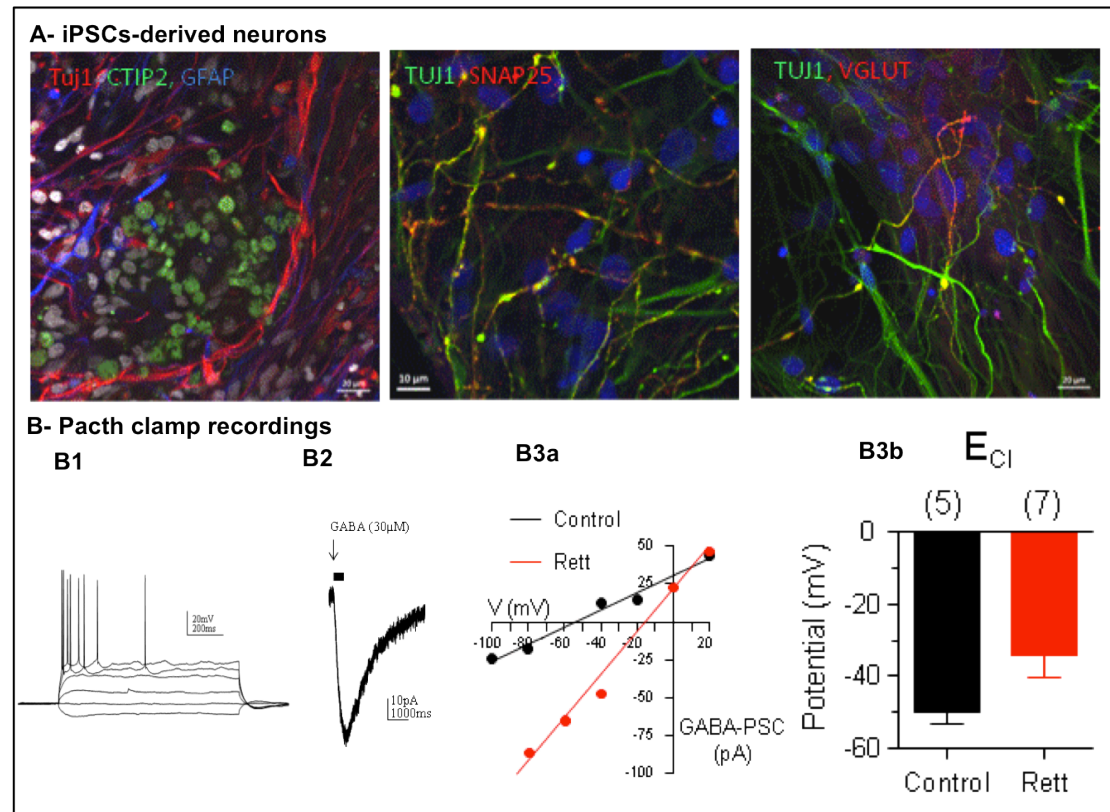 A- iPSCs-derived neurons
Tuj1, CTIP2, GFAP
20 µm
TUJ1, SNAP25
10 µm
TUJ1, VGLUT
20 µm
B- Pacth clamp recordings
B1
20mV
200ms
B2
GABA (30µM)
10pA
1000ms
B3a
Control
Rett
V (mV)
-100 -80 -60 -40 -20 20
50
25
-25
-50
-75
-100
GABA-PSC
(pA)
B3b
E_Cl
(5) (7)
Potential (mV)
0
-20
-40
-60
Control Rett